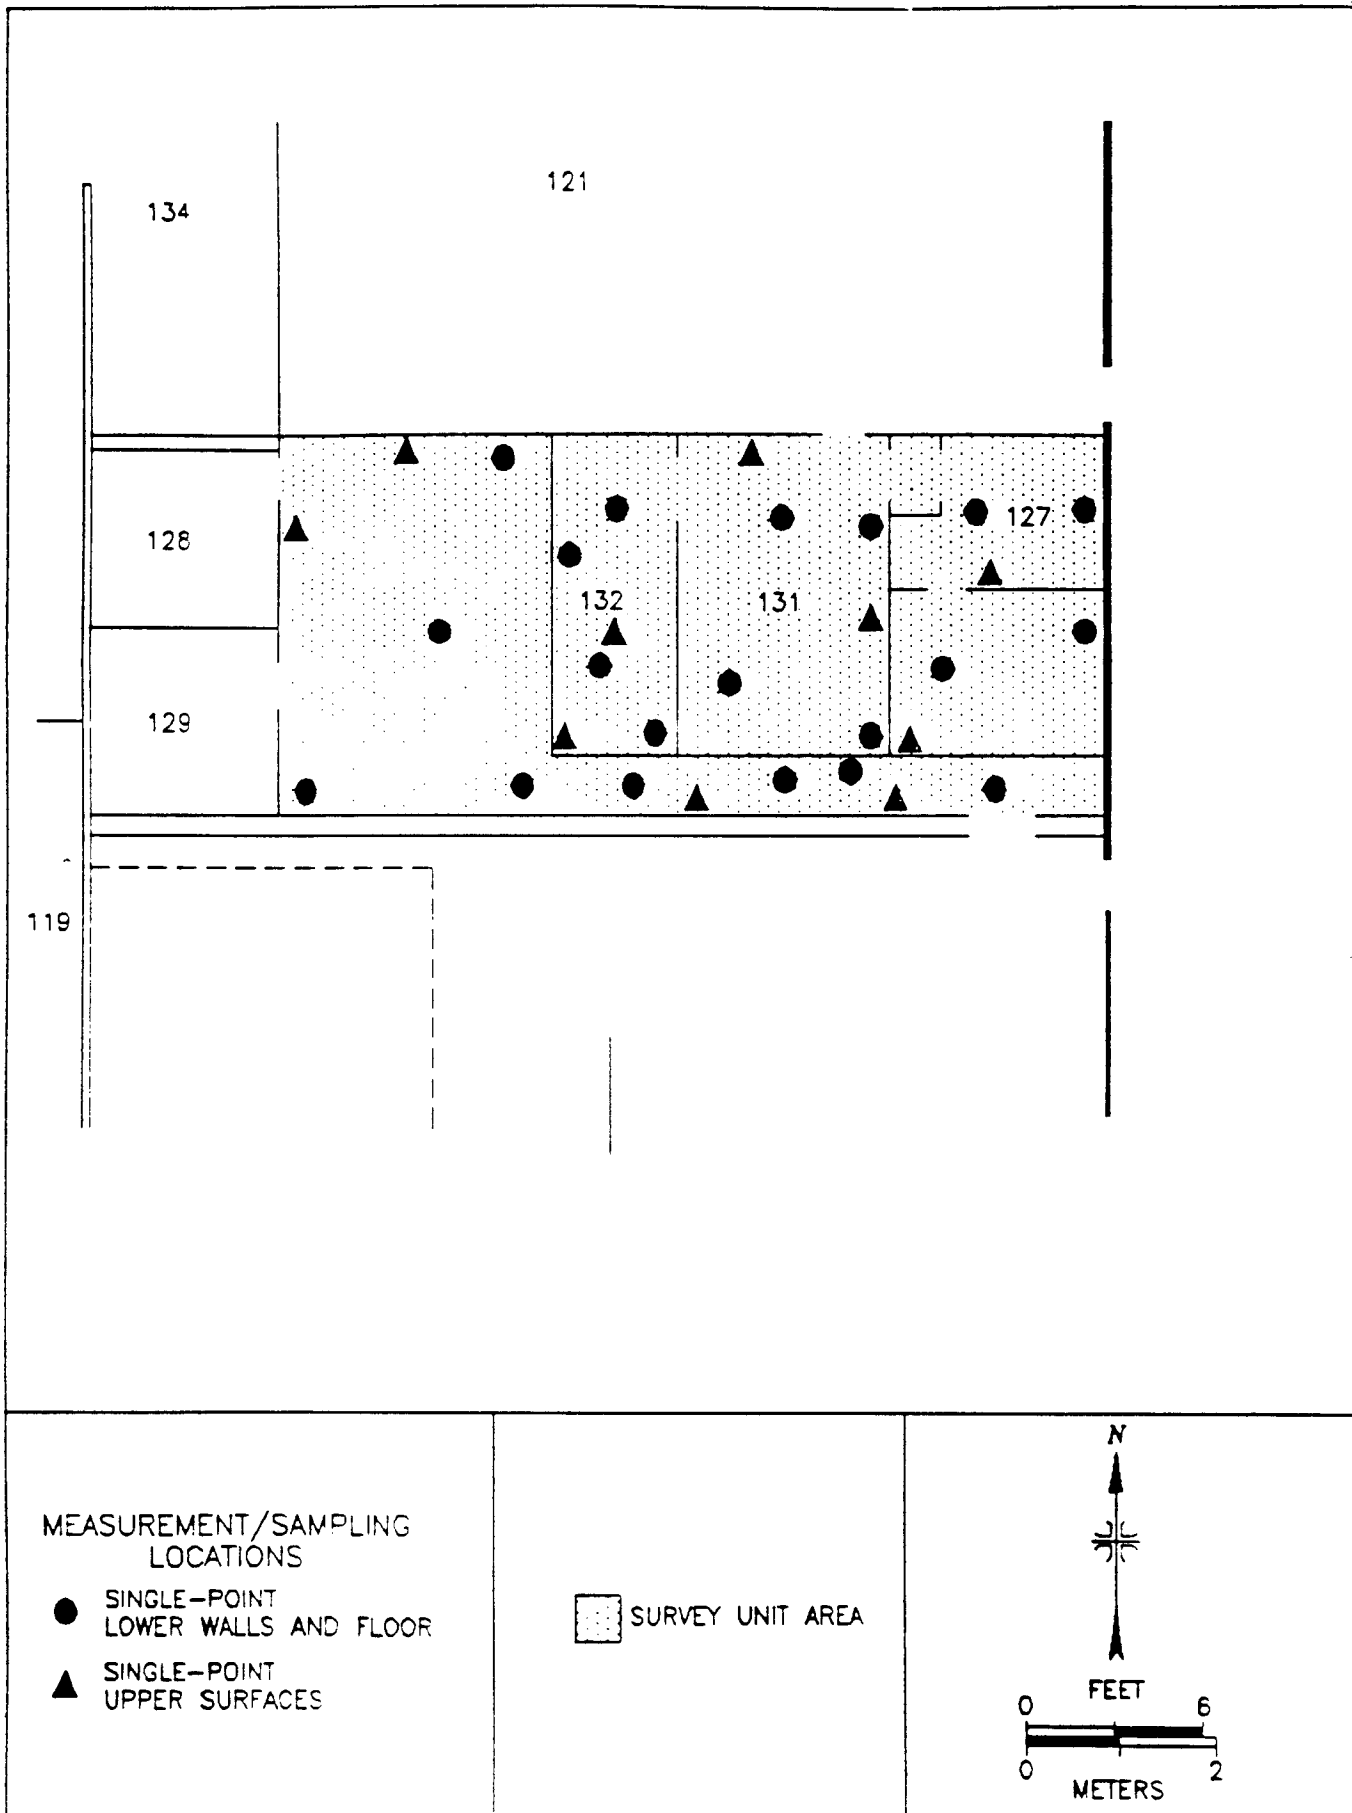 121
134
127
128
132
131
129
119
MEASUREMENT/SAMPLING
LOCATIONS
SINGLE-POINT
LOWER WALLS AND FLOOR
SINGLE-POINT
UPPER SURFACES
SURVEY UNIT AREA
N
FEET
0 6
0 2
METERS